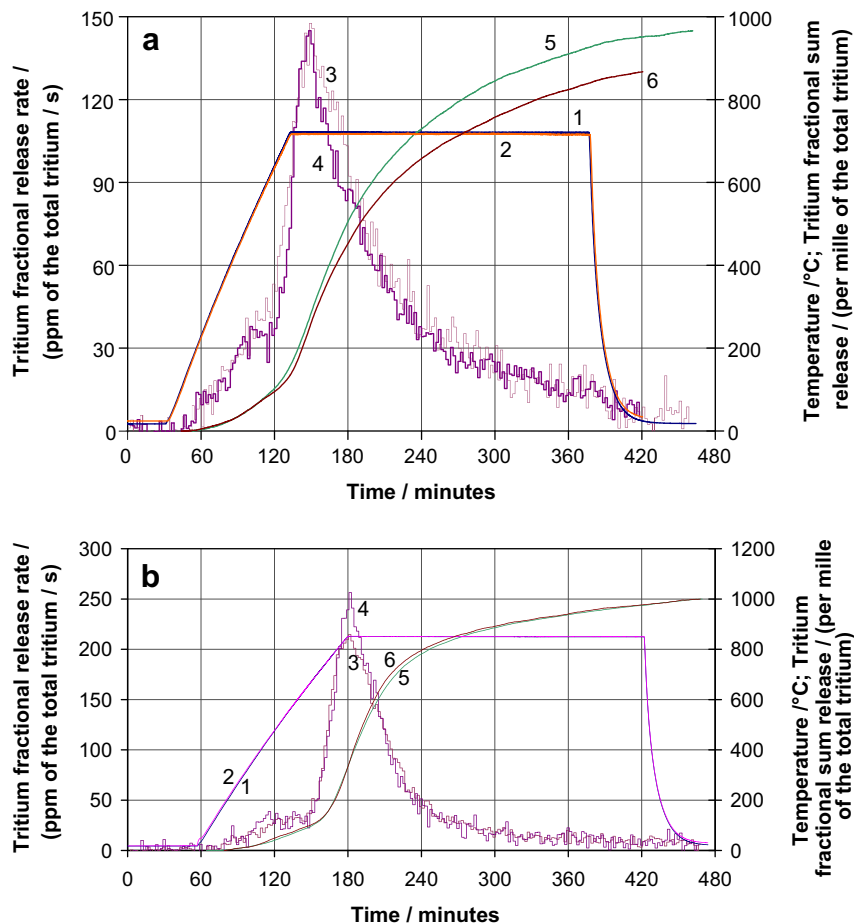 a
Tritium fractional release rate /
(ppm of the total tritium / s)
150
120
90
60
30
0
1000
800
600
400
200
0
Temperature /°C; Tritium fractional sum
release / (per mille of the total tritium)
3
4
5
6
1
2
0 60 120 180 240 300 360 420 480
Time / minutes
b
Tritium fractional release rate /
(ppm of the total tritium / s)
300
250
200
150
100
50
0
1200
1000
800
600
400
200
0
Temperature /°C; Tritium
fractional sum release / (per mille
of the total tritium)
4
3
6
5
2
1
0 60 120 180 240 300 360 420 480
Time / minutes